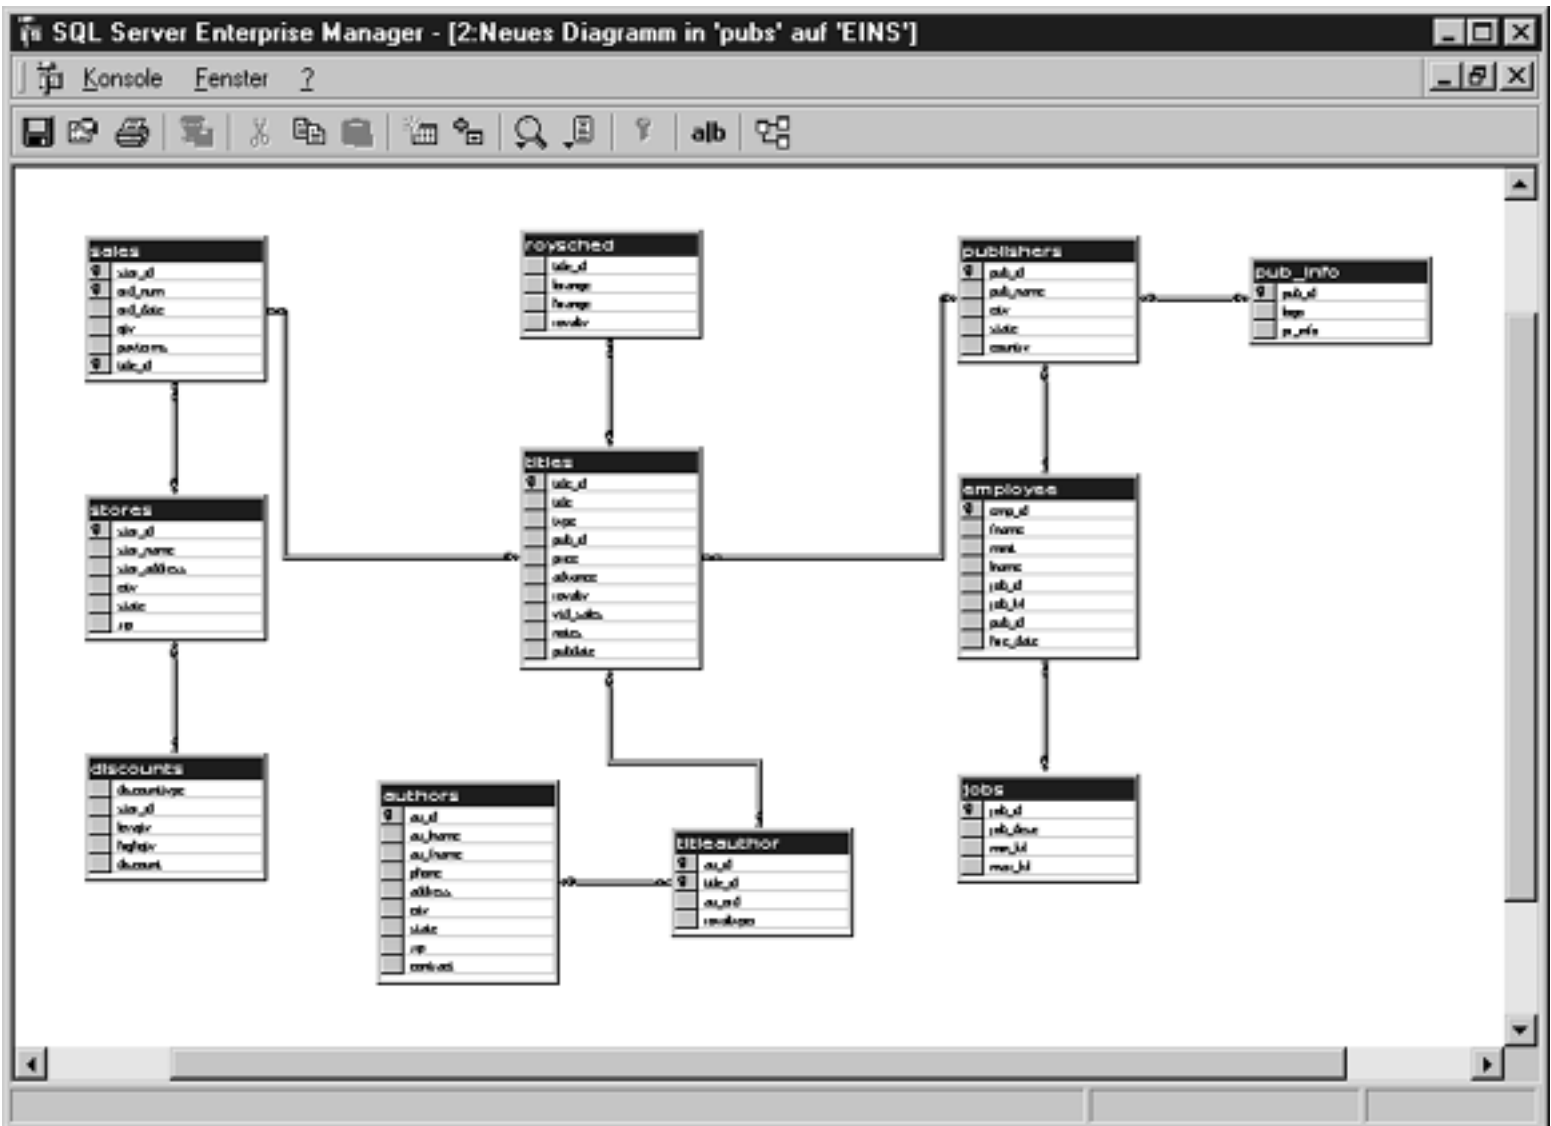 SQL Server Enterprise Manager - [2:Neues Diagramm in 'pubs' auf 'EINS']
Konsole Fenster ?
a|b
sales
stor_id
ord_num
ord_date
qty
payterms
title_id
roysched
title_id
lorange
hirange
royalty
publishers
pub_id
pub_name
city
state
country
pub_info
pub_id
logo
pr_info
stores
stor_id
stor_name
stor_address
city
state
zip
titles
title_id
title
type
pub_id
price
advance
royalty
ytd_sales
notes
pubdate
employee
emp_id
fname
minit
lname
job_id
job_lvl
pub_id
hire_date
discounts
discounttype
stor_id
lowqty
highqty
discount
authors
au_id
au_lname
au_fname
phone
address
city
state
zip
contract
titleauthor
au_id
title_id
au_ord
royaltyper
jobs
job_id
job_desc
min_lvl
max_lvl